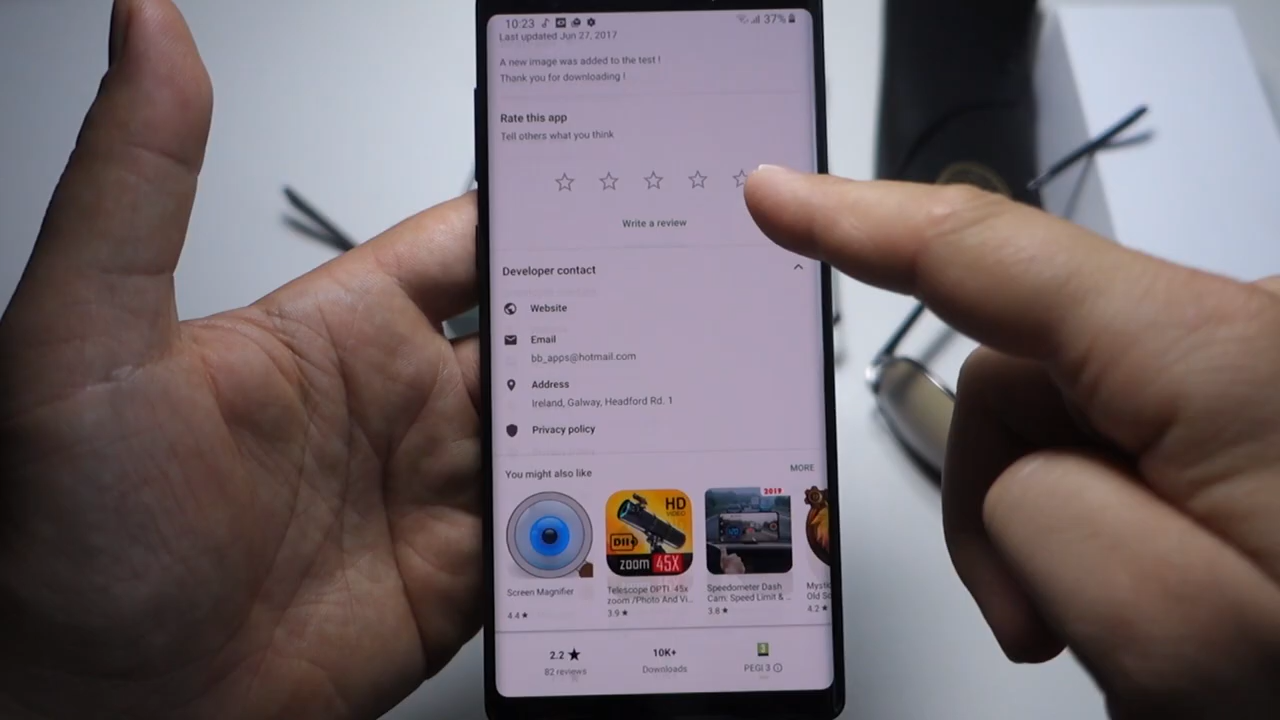 10:23
37%
Last updated Jun 27, 2017
A new image was added to the test !
Thank you for downloading !
Rate this app
Tell others what you think
Write a review
Developer contact
Website
Email
bb_apps@hotmail.com
Address
Ireland, Galway, Headford Rd. 1
Privacy policy
You might also like
MORE
HD
VIDEO
zoom 45X
2019
Screen Magnifier
4.4★
Telescope
45x
zoom /Photo And Vi...
3.9★
Speedometer Dash
Cam: Speed Limit & ...
3.8★
Old
4.2★
2.2 ★
82 reviews
10K+
Downloads
3
PEGI 3